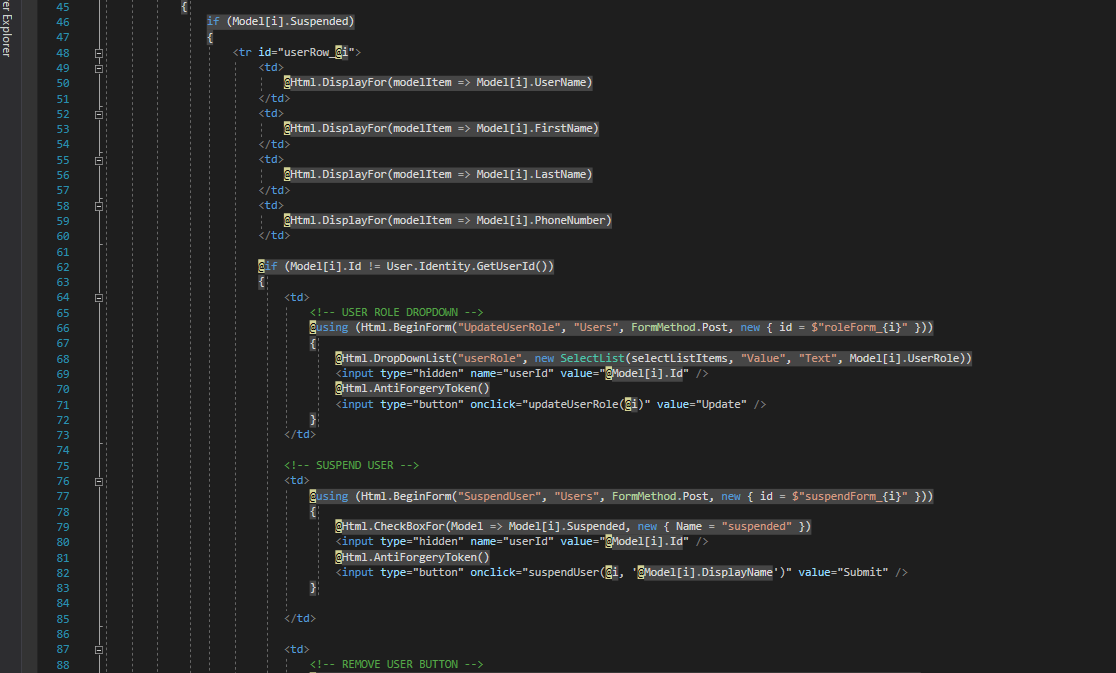 er Explorer
45 {
46 if (Model[i].Suspended)
47 {
48 <tr id="userRow_@i">
49 <td>
50 @Html.DisplayFor(modelItem => Model[i].UserName)
51 </td>
52 <td>
53 @Html.DisplayFor(modelItem => Model[i].FirstName)
54 </td>
55 <td>
56 @Html.DisplayFor(modelItem => Model[i].LastName)
57 </td>
58 <td>
59 @Html.DisplayFor(modelItem => Model[i].PhoneNumber)
60 </td>
61
62 @if (Model[i].Id != User.Identity.GetUserId())
63 {
64 <td>
65 <!-- USER ROLE DROPDOWN -->
66 @using (Html.BeginForm("UpdateUserRole", "Users", FormMethod.Post, new { id = $"roleForm_{i}" }))
67 {
68 @Html.DropDownList("userRole", new SelectList(selectListItems, "Value", "Text", Model[i].UserRole))
69 <input type="hidden" name="userId" value="@Model[i].Id" />
70 @Html.AntiForgeryToken()
71 <input type="button" onclick="updateUserRole(@i)" value="Update" />
72 }
73 </td>
74
75 <!-- SUSPEND USER -->
76 <td>
77 @using (Html.BeginForm("SuspendUser", "Users", FormMethod.Post, new { id = $"suspendForm_{i}" }))
78 {
79 @Html.CheckBoxFor(Model => Model[i].Suspended, new { Name = "suspended" })
80 <input type="hidden" name="userId" value="@Model[i].Id" />
81 @Html.AntiForgeryToken()
82 <input type="button" onclick="suspendUser(@i, '@Model[i].DisplayName')" value="Submit" />
83 }
84
85 </td>
86
87 <td>
88 <!-- REMOVE USER BUTTON -->